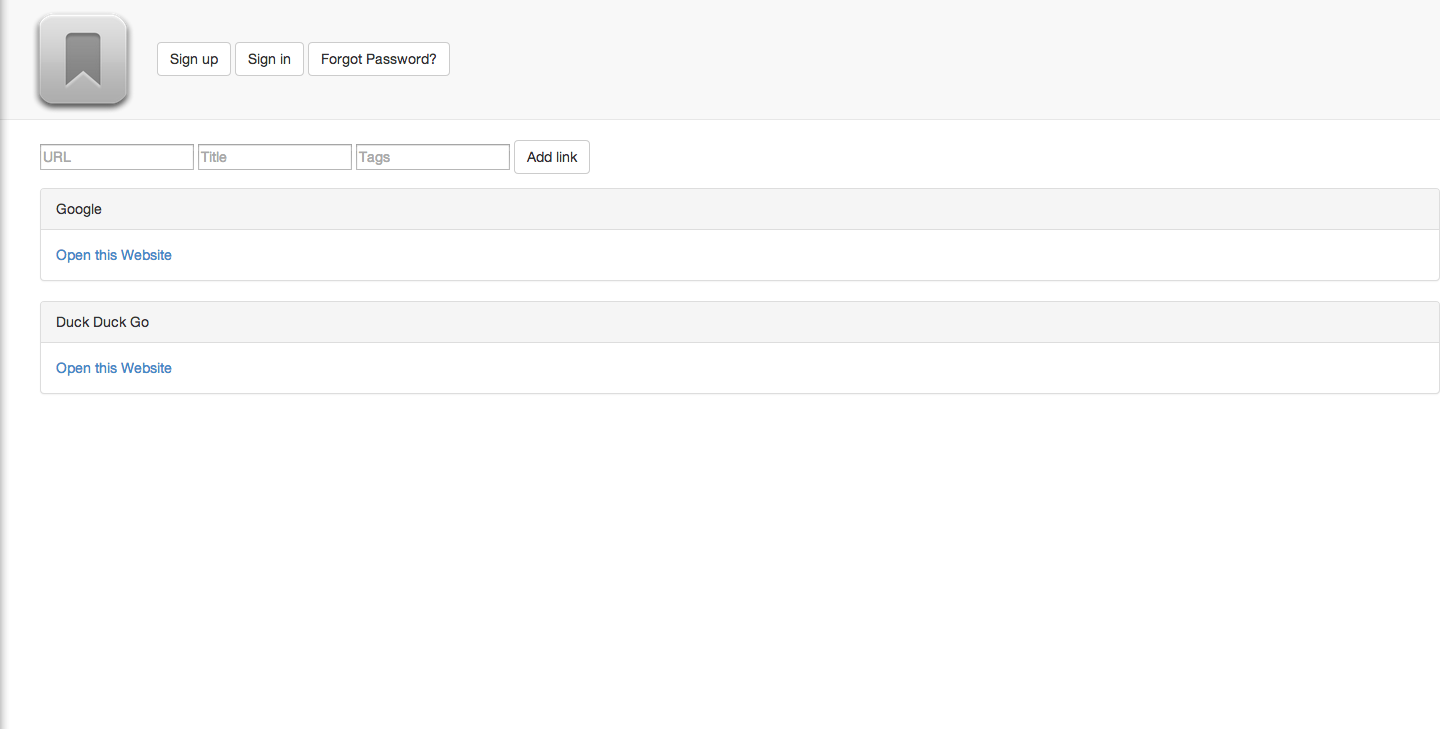 Sign up Sign in Forgot Password?
URL Title Tags Add link
Google
Open this Website
Duck Duck Go
Open this Website